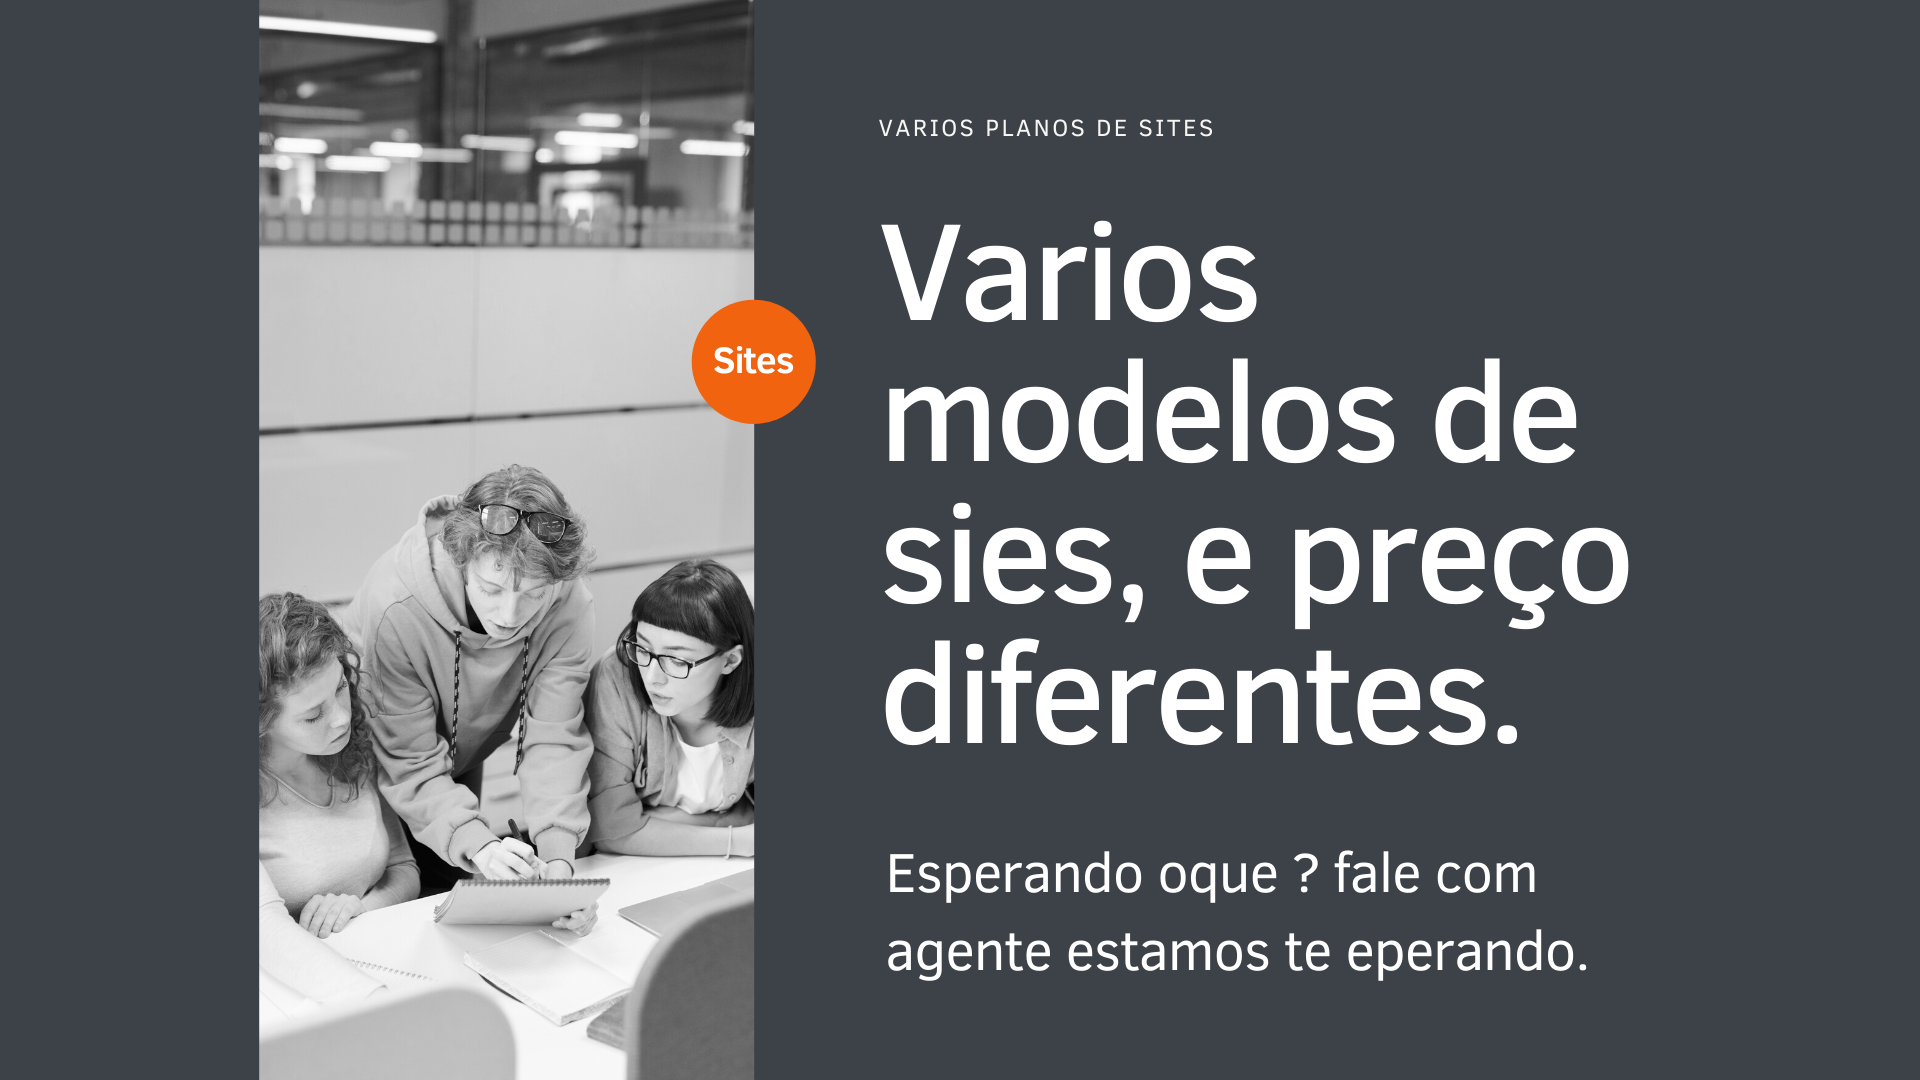 VARIOS PLANOS DE SITES
Sites
Varios
modelos de
sies, e preço
diferentes.
Esperando oque ? fale com
agente estamos te eperando.